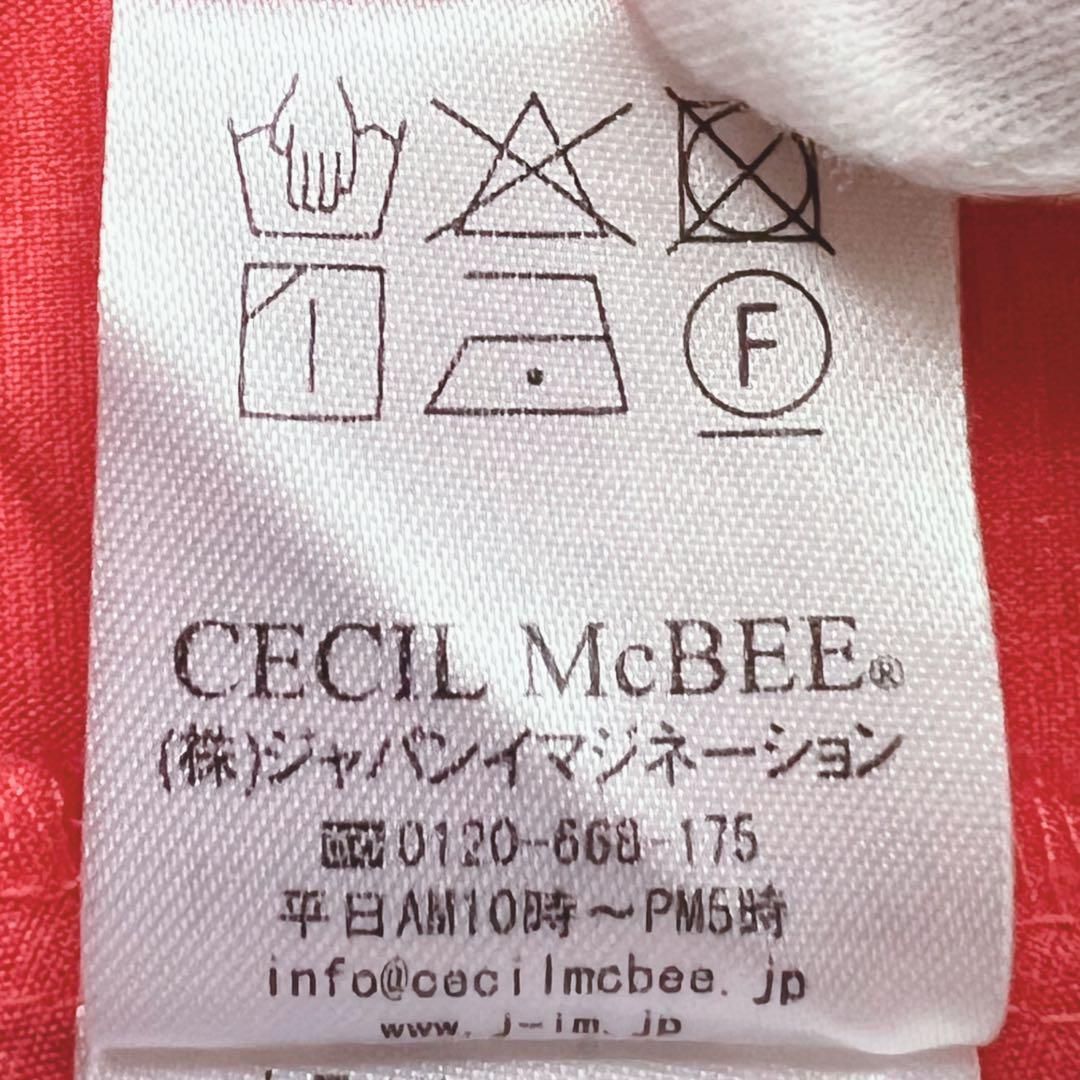 F
CECIL McBEE®
(株)ジャパンイマジネーション
0120-668-175
平日AM10時～PM5時
info@cecilmcbee.jp
www.j-im.jp